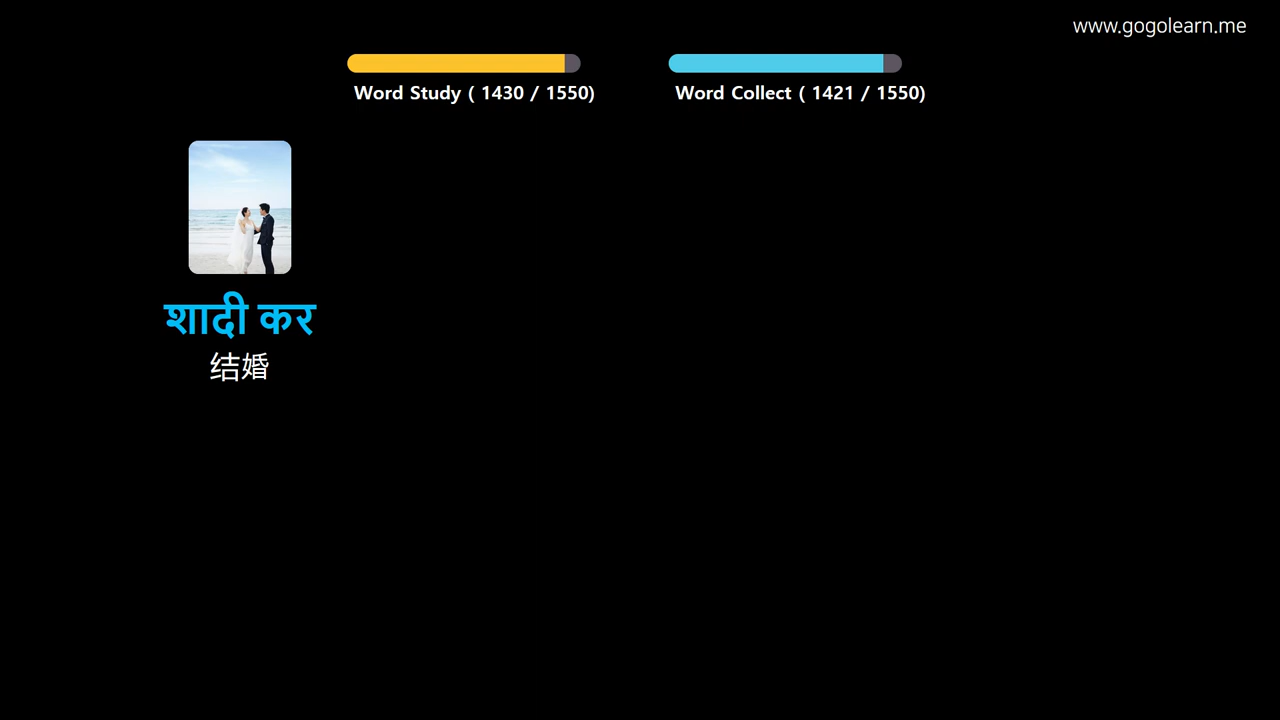 www.gogolearn.me
Word Study ( 1430 / 1550)
Word Collect ( 1421 / 1550)
शादी कर
结婚